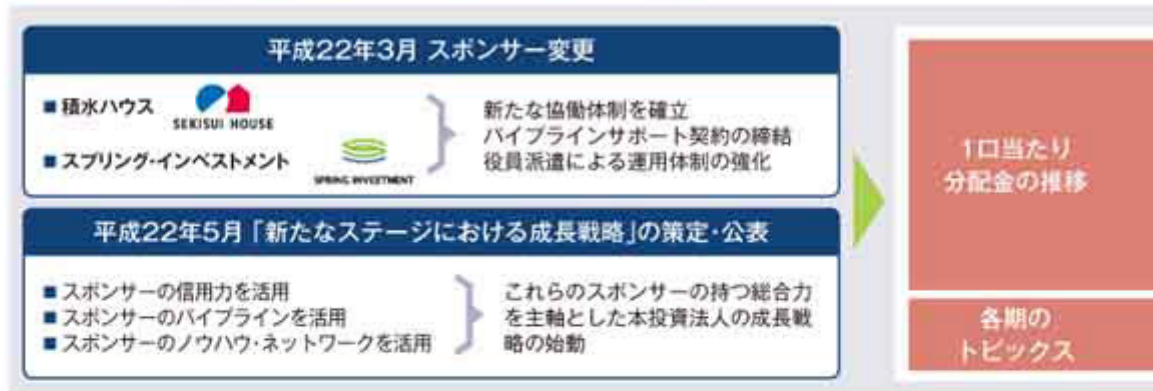 平成22年3月 スポンサー変更
■積水ハウス
SEKISUI HOUSE
■スプリング・インベストメント
SPRING INVESTMENT
新たな協働体制を確立
パイプラインサポート契約の締結
役員派遣による運用体制の強化
平成22年5月「新たなステージにおける成長戦略」の策定・公表
■スポンサーの信用力を活用
■スポンサーのパイプラインを活用
■スポンサーのノウハウ・ネットワークを活用
これらのスポンサーの持つ総合力
を主軸とした本投資法人の成長戦
略の始動
1口当たり
分配金の推移
各期の
トピックス